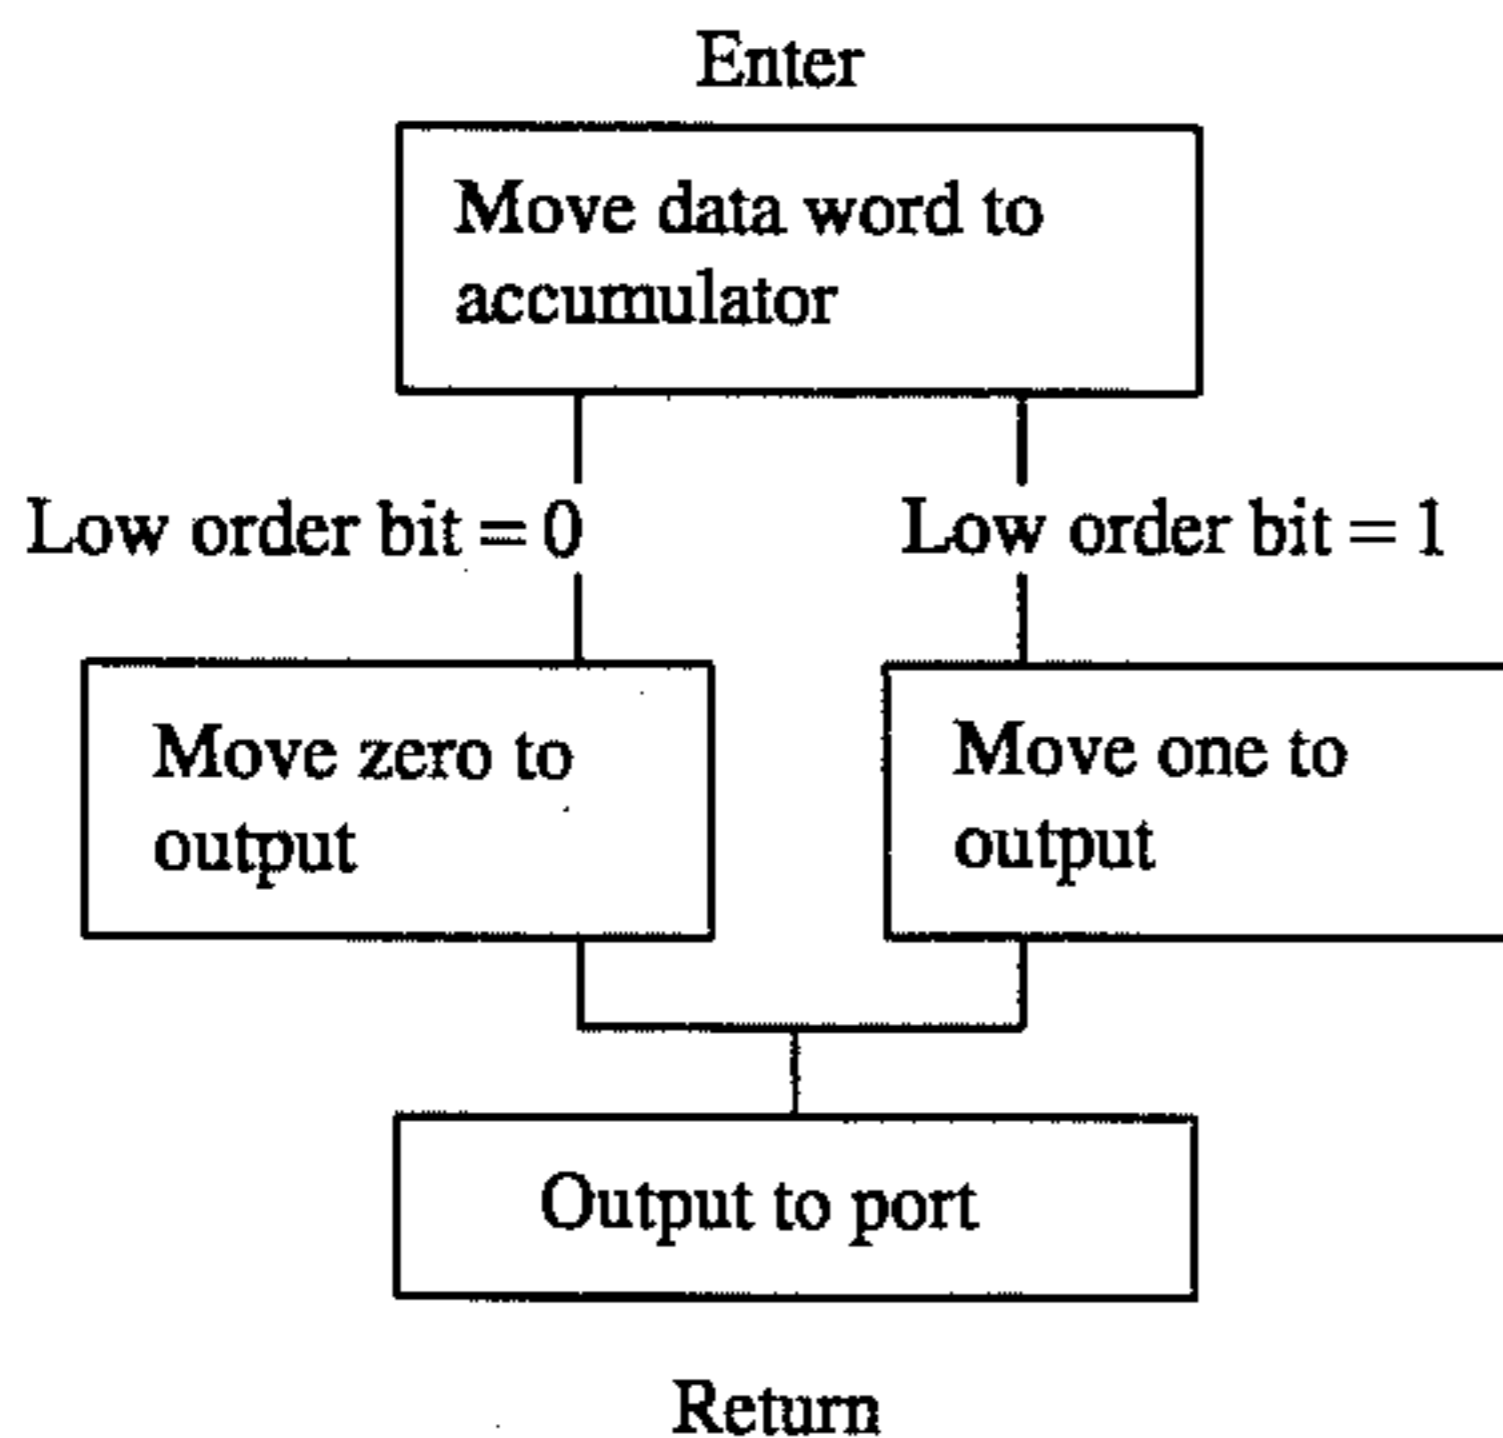 Enter
Move data word to
accumulator
Low order bit = 0
Low order bit = 1
Move zero to
output
Move one to
output
Output to port
Return